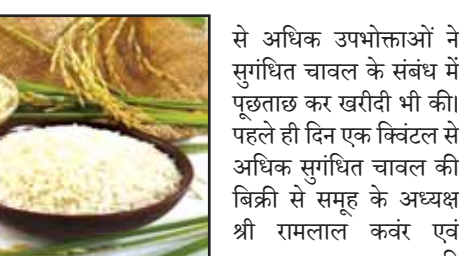 से अधिक उपभोक्ताओं ने
सुगंधित चावल के संबंध में
पूछताछ कर खरीदी भी की।
पहले ही दिन एक क्विंटल से
अधिक सुगंधित चावल की
बिक्री से समूह के अध्यक्ष
श्री रामलाल कवंर एवं